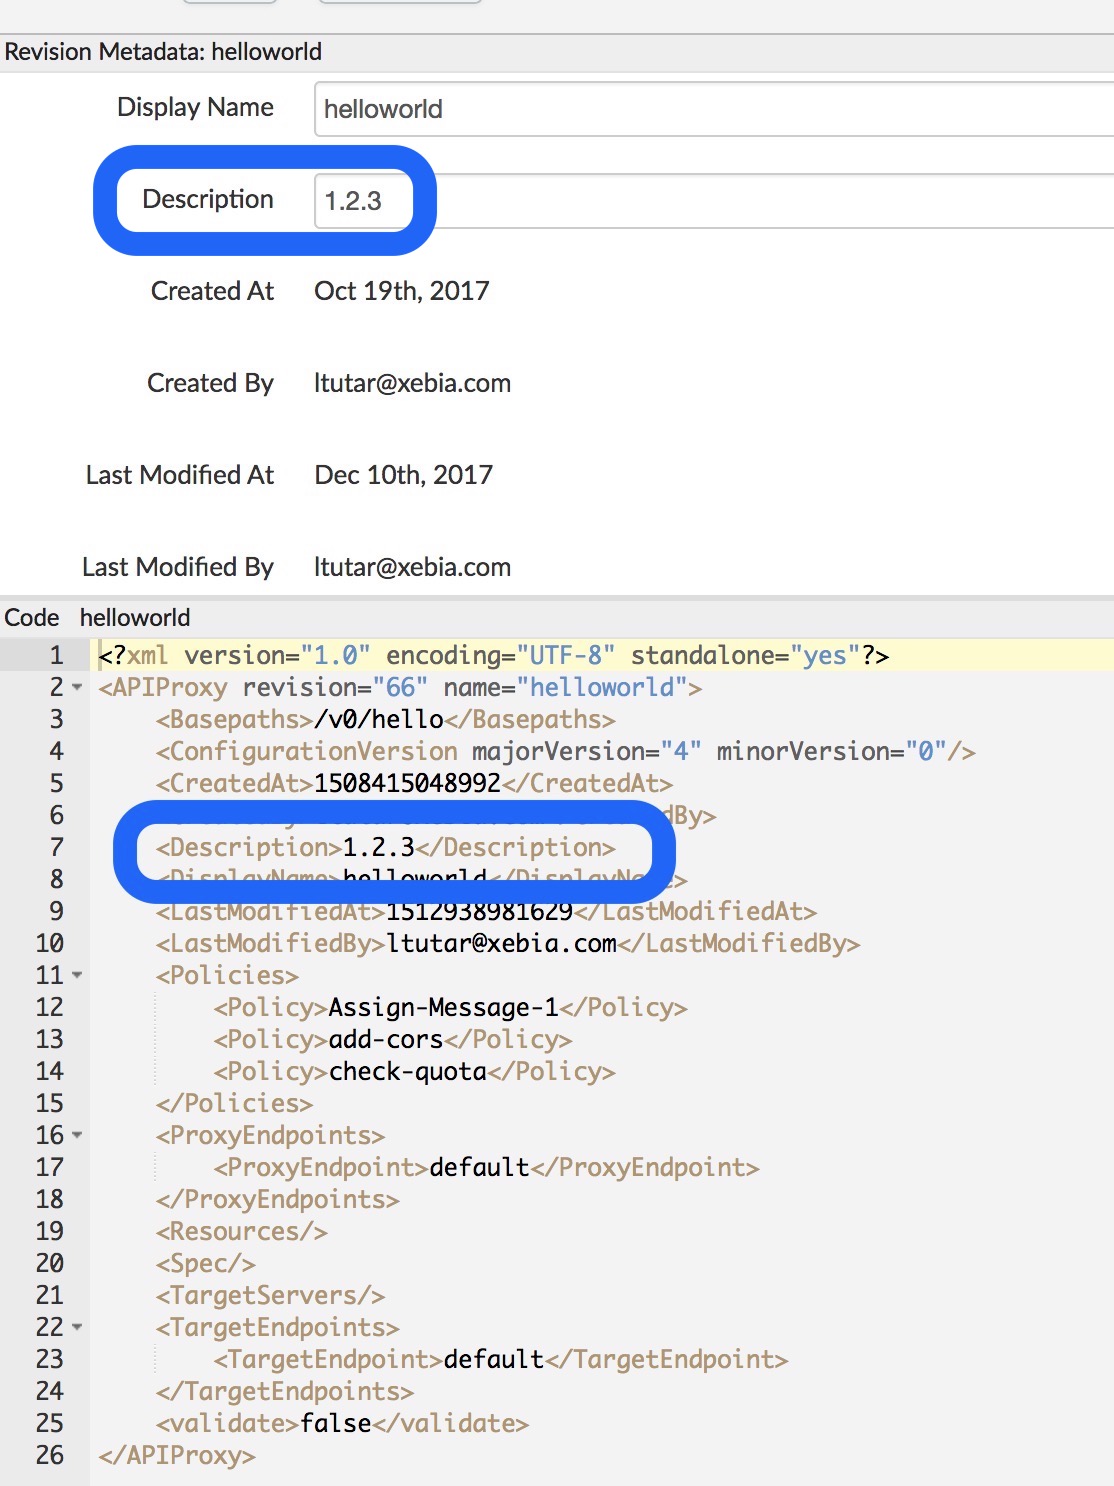 Revision Metadata: helloworld
Display Name helloworld
Description 1.2.3
Created At Oct 19th, 2017
Created By ltutar@xebia.com
Last Modified At Dec 10th, 2017
Last Modified By ltutar@xebia.com
Code helloworld
1 <?xml version="1.0" encoding="UTF-8" standalone="yes"?>
2 <APIProxy revision="66" name="helloworld">
3 <Basepaths>/v0/hello</Basepaths>
4 <ConfigurationVersion majorVersion="4" minorVersion="0"/>
5 <CreatedAt>1508415048992</CreatedAt>
6 dBy>
7 <Description>1.2.3</Description>
8 <DisplayName>helloworld</DisplayName>
9 <LastModifiedAt>1512938981629</LastModifiedAt>
10 <LastModifiedBy>ltutar@xebia.com</LastModifiedBy>
11 <Policies>
12 <Policy>Assign-Message-1</Policy>
13 <Policy>add-cors</Policy>
14 <Policy>check-quota</Policy>
15 </Policies>
16 <ProxyEndpoints>
17 <ProxyEndpoint>default</ProxyEndpoint>
18 </ProxyEndpoints>
19 <Resources/>
20 <Spec/>
21 <TargetServers/>
22 <TargetEndpoints>
23 <TargetEndpoint>default</TargetEndpoint>
24 </TargetEndpoints>
25 <validate>false</validate>
26 </APIProxy>